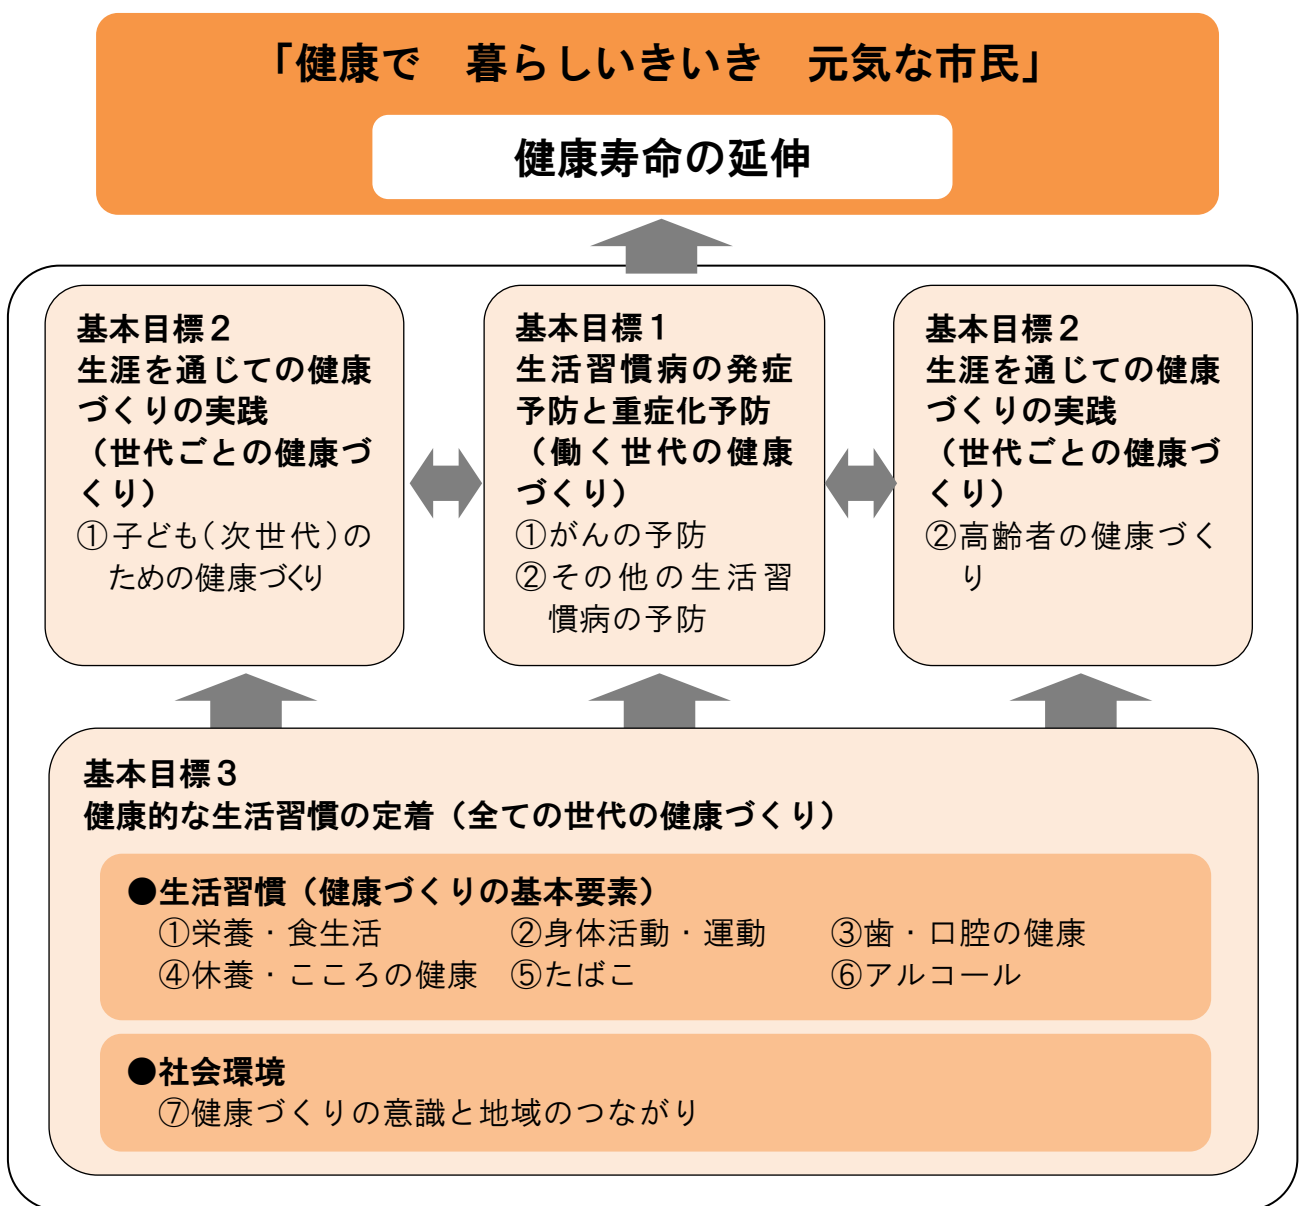 「健康で　暮らしいきいき　元気な市民」
健康寿命の延伸
基本目標２
生涯を通じての健康
づくりの実践
（世代ごとの健康づ
くり）
①子ども（次世代）の
ための健康づくり
基本目標１
生活習慣病の発症
予防と重症化予防
（働く世代の健康
づくり）
①がんの予防
②その他の生活習
慣病の予防
基本目標２
生涯を通じての健康
づくりの実践
（世代ごとの健康づ
くり）
②高齢者の健康づく
り
基本目標３
健康的な生活習慣の定着（全ての世代の健康づくり）
●生活習慣（健康づくりの基本要素）
①栄養・食生活　②身体活動・運動　③歯・口腔の健康
④休養・こころの健康　⑤たばこ　⑥アルコール
●社会環境
⑦健康づくりの意識と地域のつながり